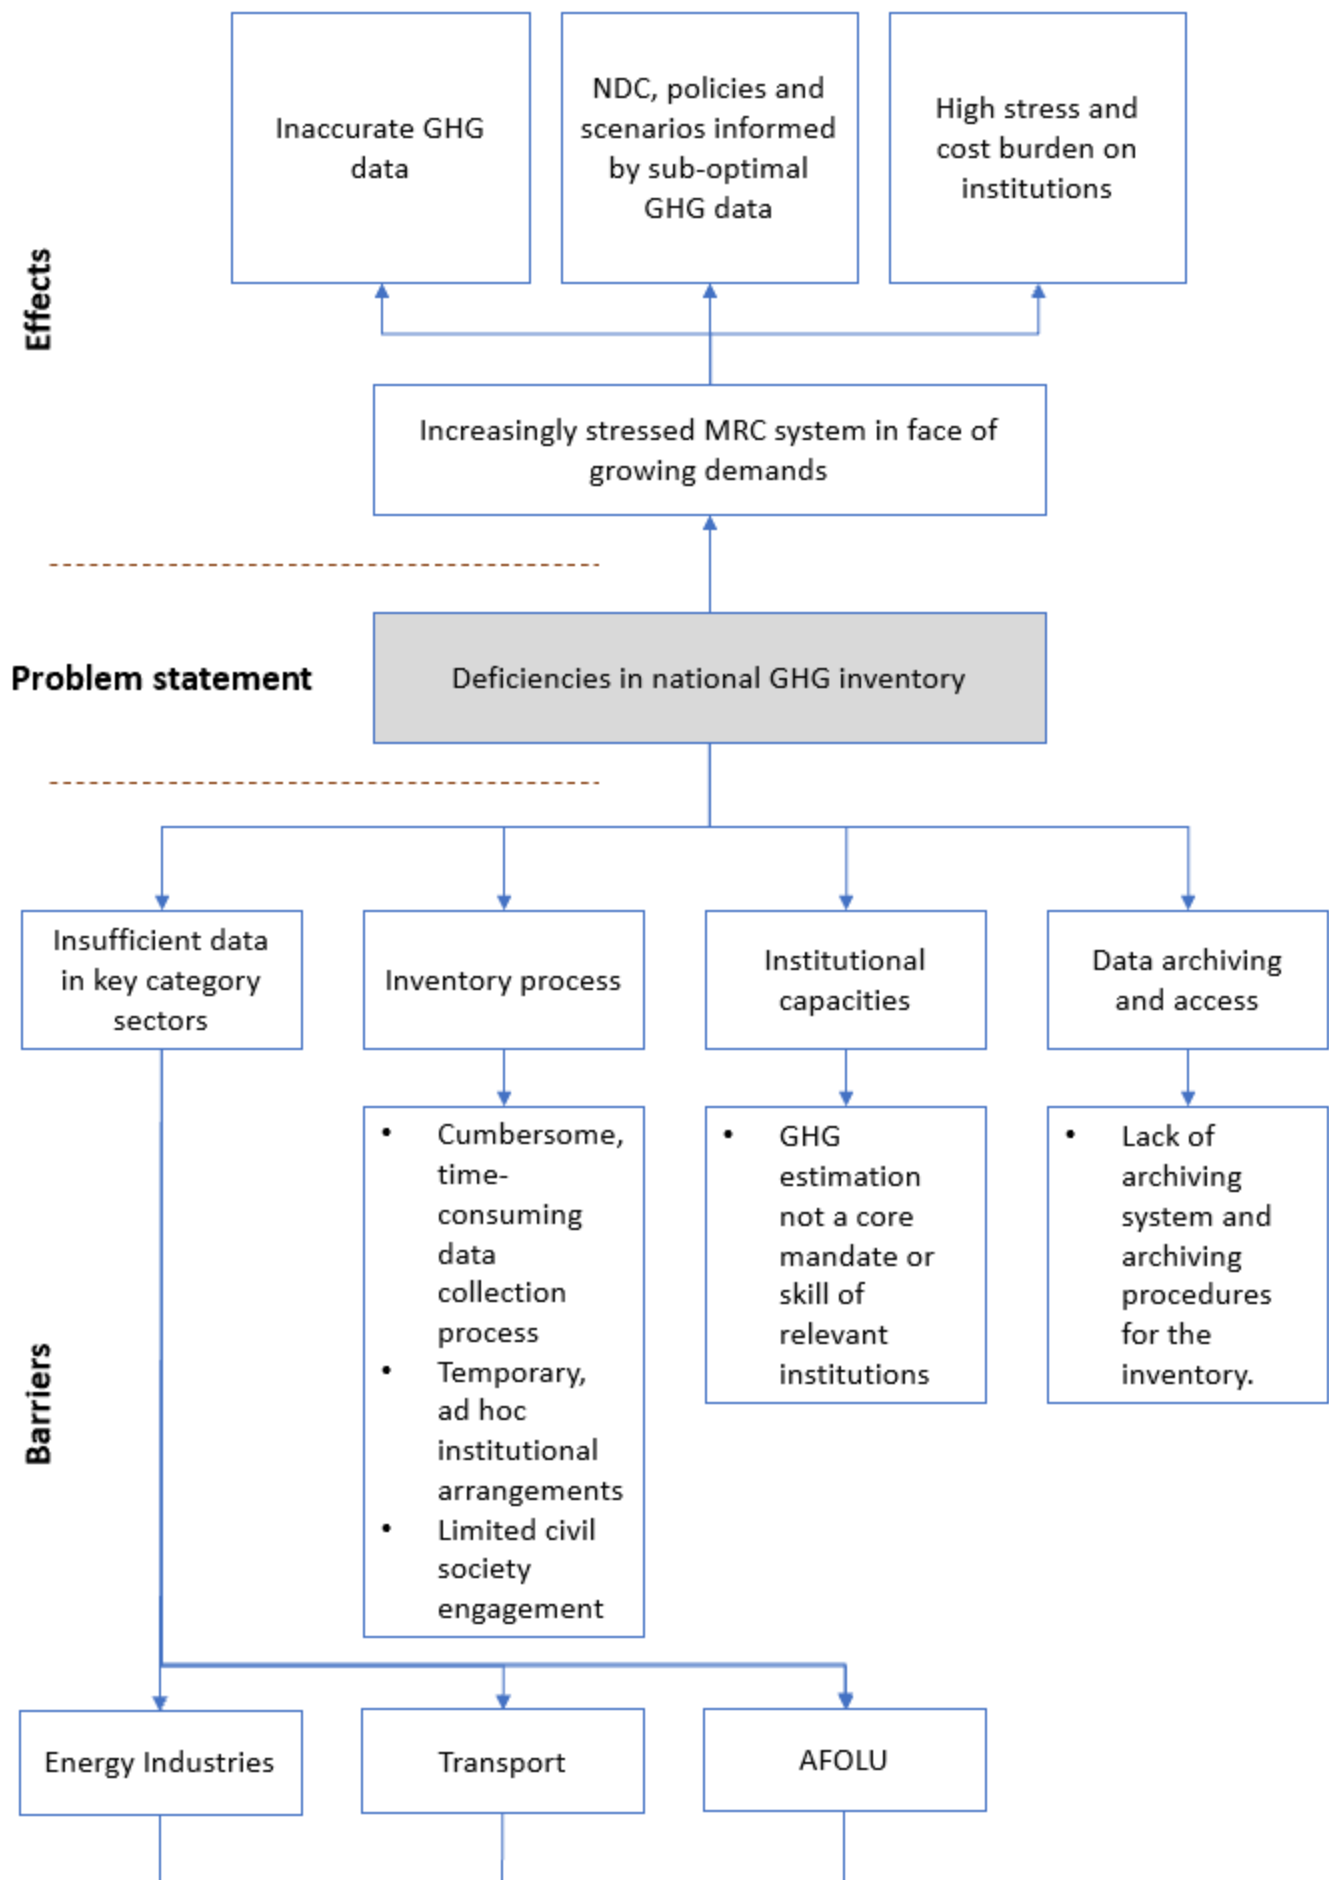 Inaccurate GHG
data
NDC, policies and
scenarios informed
by sub-optimal
GHG data
High stress and
cost burden on
institutions
Effects
Increasingly stressed MRC system in face of
growing demands
Problem statement
Deficiencies in national GHG inventory
Insufficient data
in key category
sectors
Inventory process
Institutional
capacities
Data archiving
and access
Barriers
• Cumbersome,
time-
consuming
data
collection
process
• Temporary,
ad hoc
institutional
arrangements
• Limited civil
society
engagement
• GHG
estimation
not a core
mandate or
skill of
relevant
institutions
• Lack of
archiving
system and
archiving
procedures
for the
inventory.
Energy Industries
Transport
AFOLU